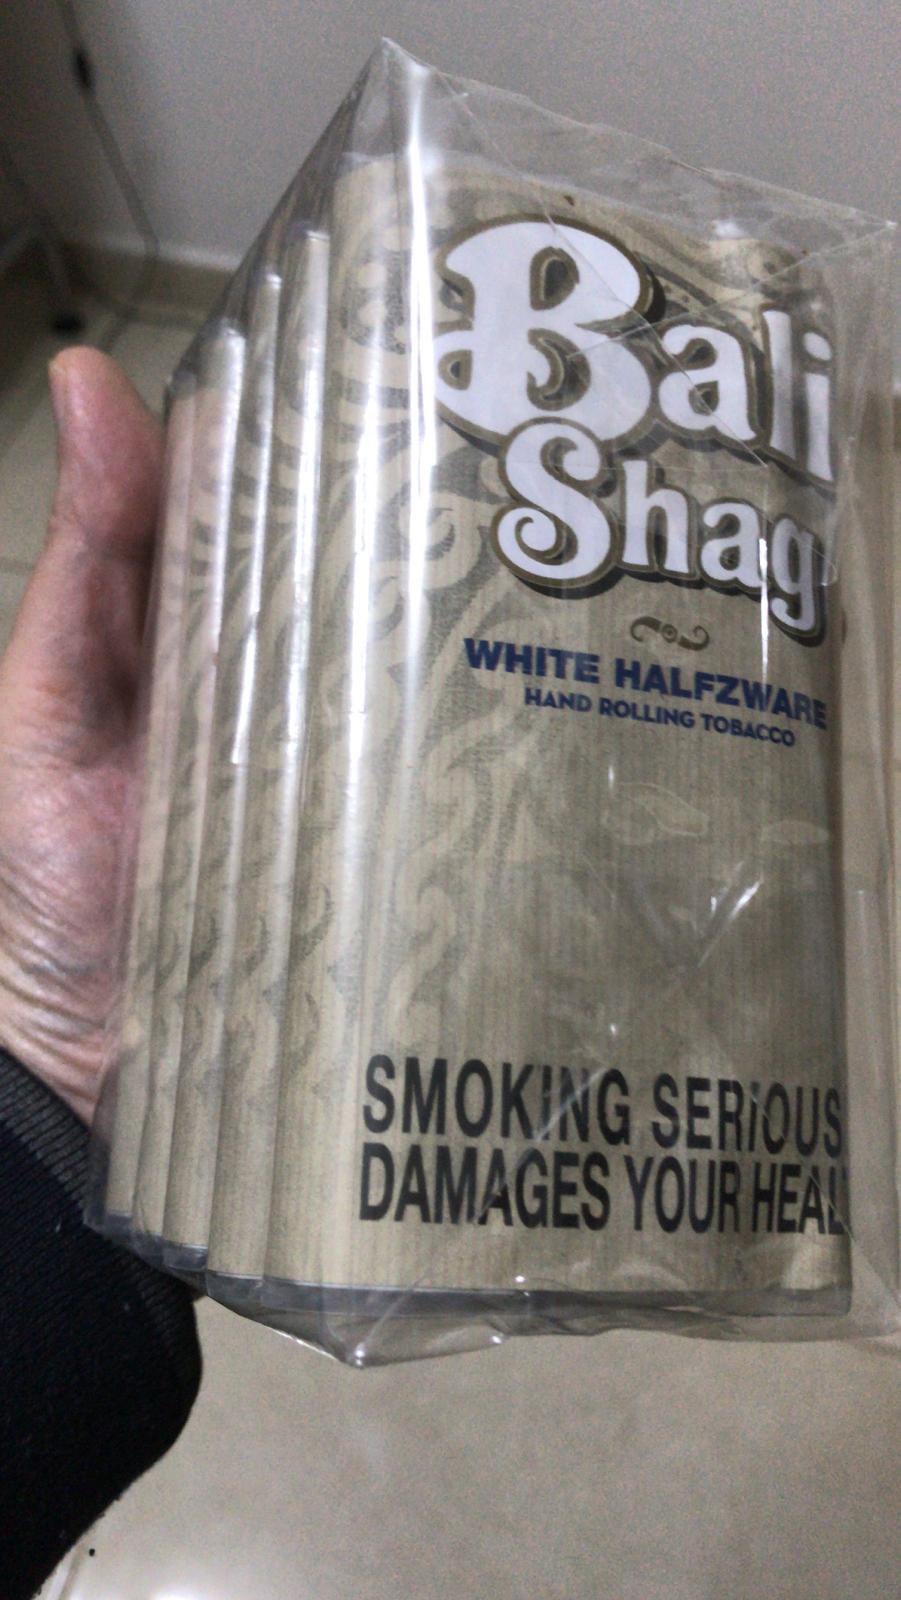 Bali
Shag
WHITE HALFZWARE
HAND ROLLING TOBACCO
SMOKING SERIOUS
DAMAGES YOUR HEAL